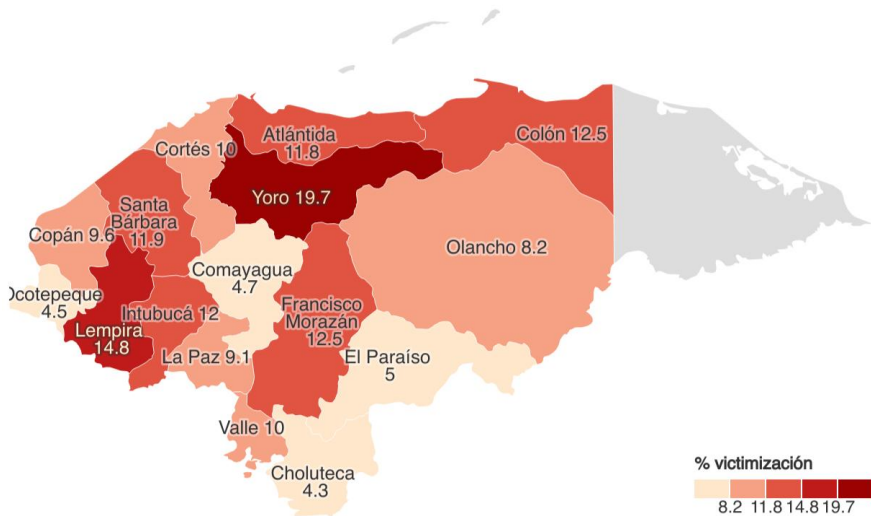 Atlántida
11.8
Colón 12.5
Cortés 10
Yoro 19.7
Santa
Bárbara
11.9
Copán 9.6
Olancho 8.2
Comayagua
4.7
Ocotepeque
4.5
Intubucá 12
Francisco
Morazán
12.5
Lempira
14.8
La Paz 9.1
El Paraíso
5
Valle 10
Choluteca
4.3
% victimización
8.2 11.8 14.8 19.7